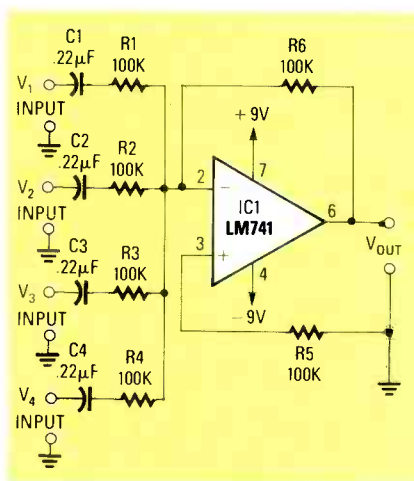 C1
.22µF
R1
100K
V1
INPUT
C2
.22µF
R2
100K
V2
INPUT
C3
.22µF
R3
100K
V3
INPUT
C4
.22µF
R4
100K
V4
INPUT
R6
100K
+9V
7
2
−
IC1
LM741
6
3
+
4
−9V
VOUT
R5
100K